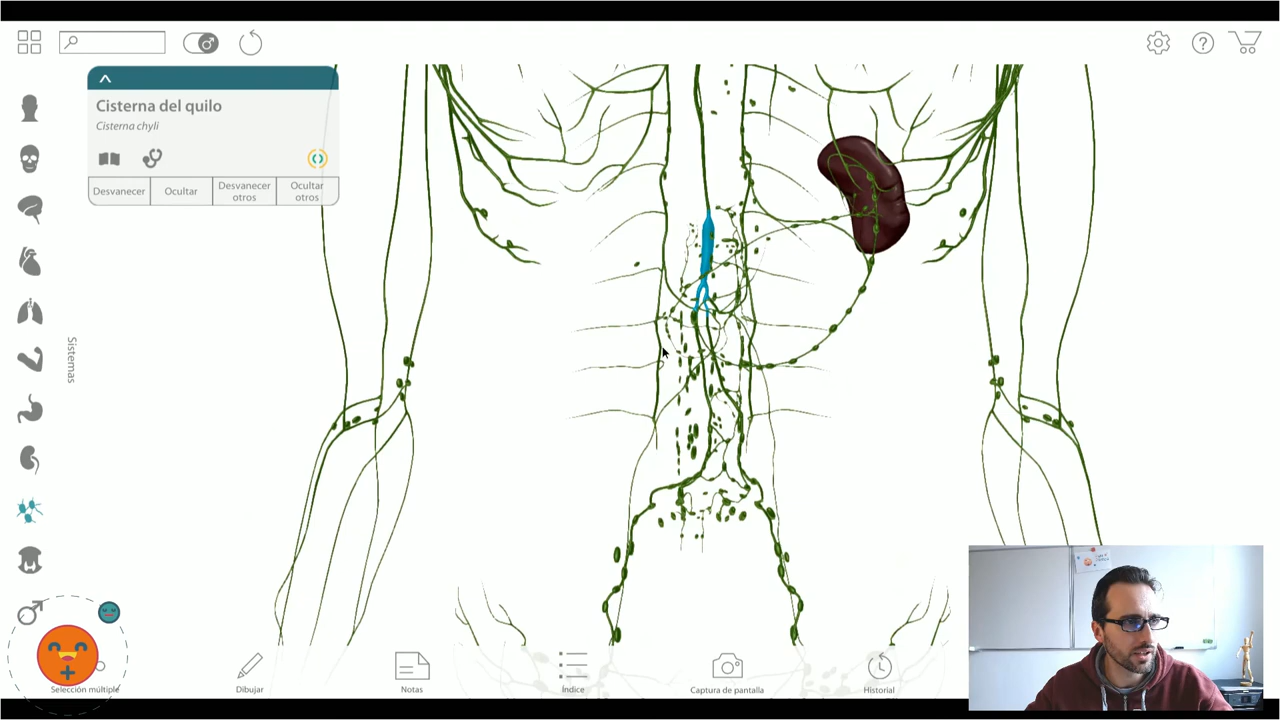 Cisterna del quilo
Cisterna chyli
Desvanecer
Ocultar
Desvanecer
otros
Ocultar
otros
Sistemas
Selección múltiple
Dibujar
Notas
Índice
Captura de pantalla
Historial